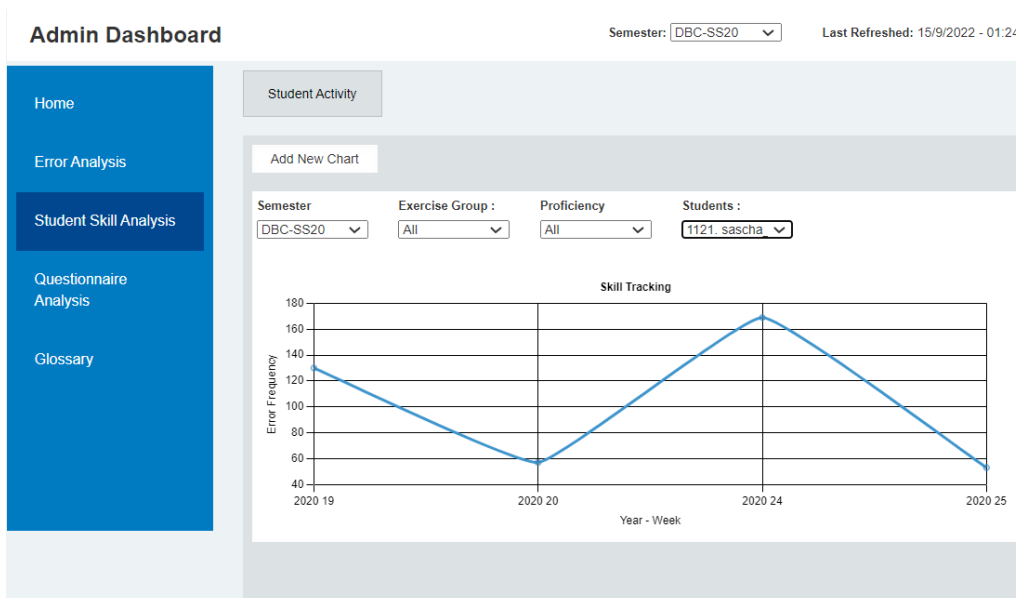 Admin Dashboard
Semester: DBC-SS20
Last Refreshed: 15/9/2022 - 01:24
Home
Error Analysis
Student Skill Analysis
Questionnaire
Analysis
Glossary
Student Activity
Add New Chart
Semester Exercise Group : Proficiency Students :
DBC-SS20 All All 1121. sascha_
Skill Tracking
180
160
140
120
100
80
60
40
Error Frequency
2020 19 2020 20 2020 24 2020 25
Year - Week